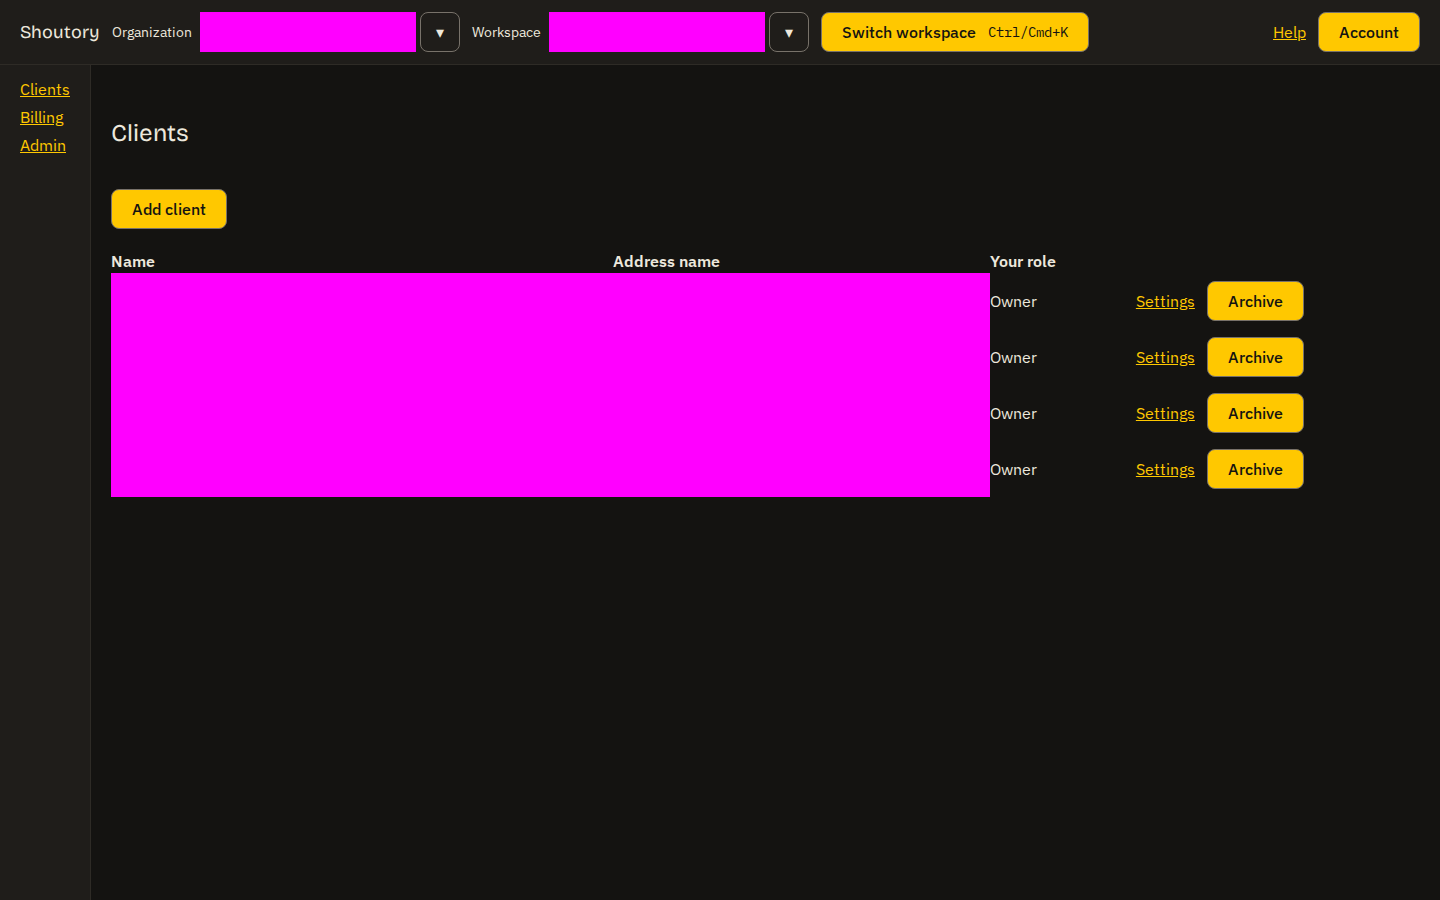 Shoutory Organization ▼ Workspace ▼ Switch workspace Ctrl/Cmd+K Help Account
Clients
Billing
Admin
Clients
Add client
Name Address name Your role
Owner Settings Archive
Owner Settings Archive
Owner Settings Archive
Owner Settings Archive